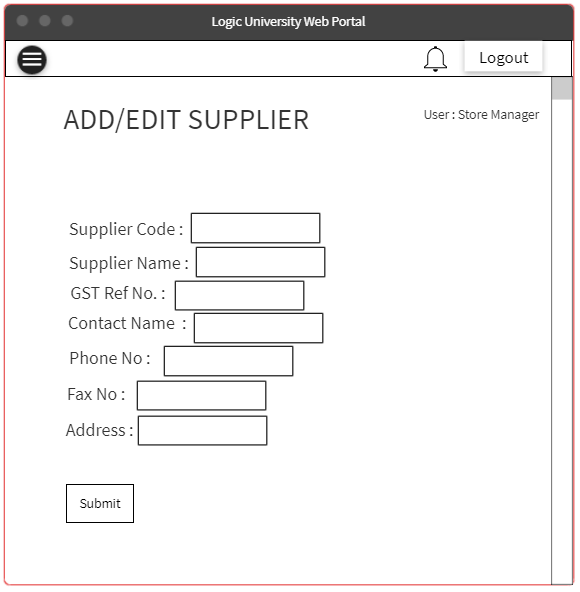 Logic University Web Portal
Logout
ADD/EDIT SUPPLIER
User : Store Manager
Supplier Code :
Supplier Name :
GST Ref No. :
Contact Name :
Phone No :
Fax No :
Address :
Submit